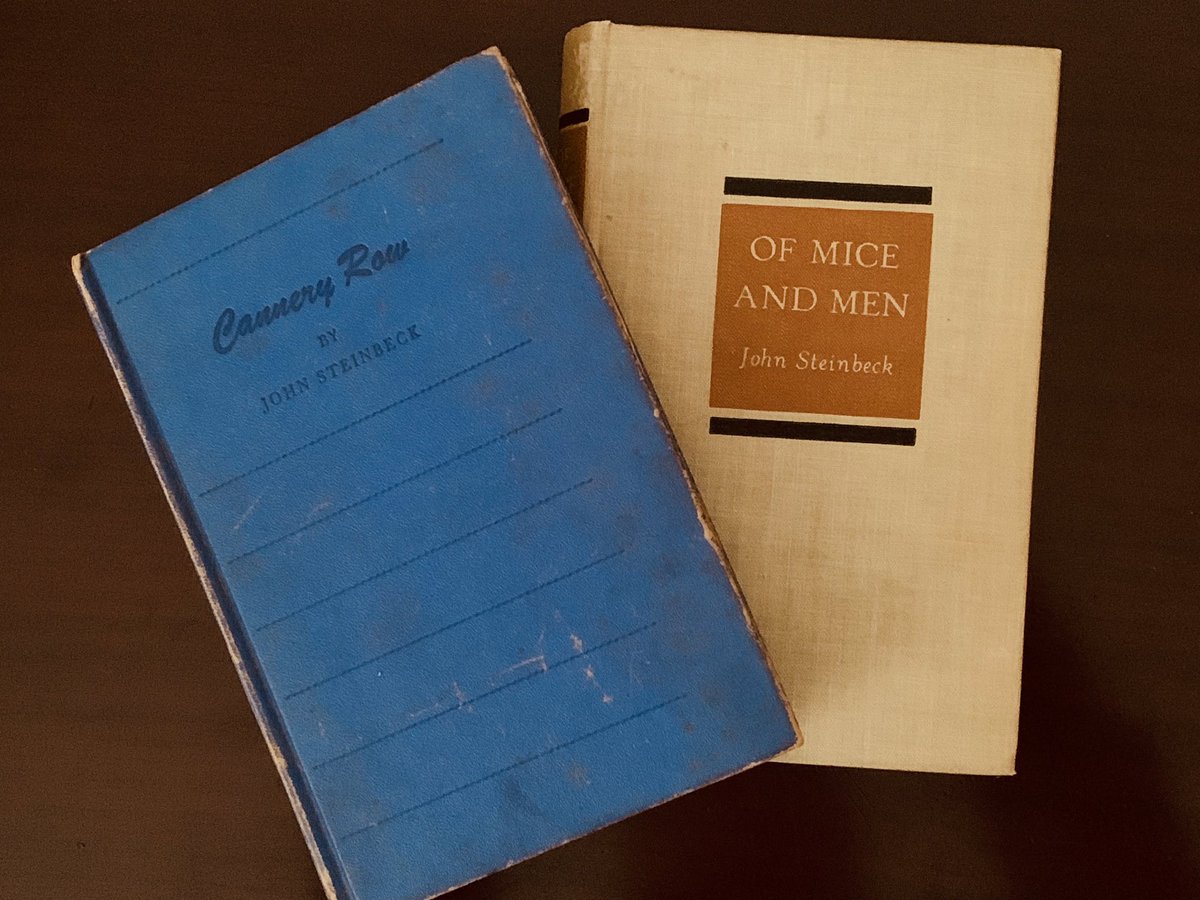 Cannery Row
BY
JOHN STEINBECK
OF MICE
AND MEN
John Steinbeck